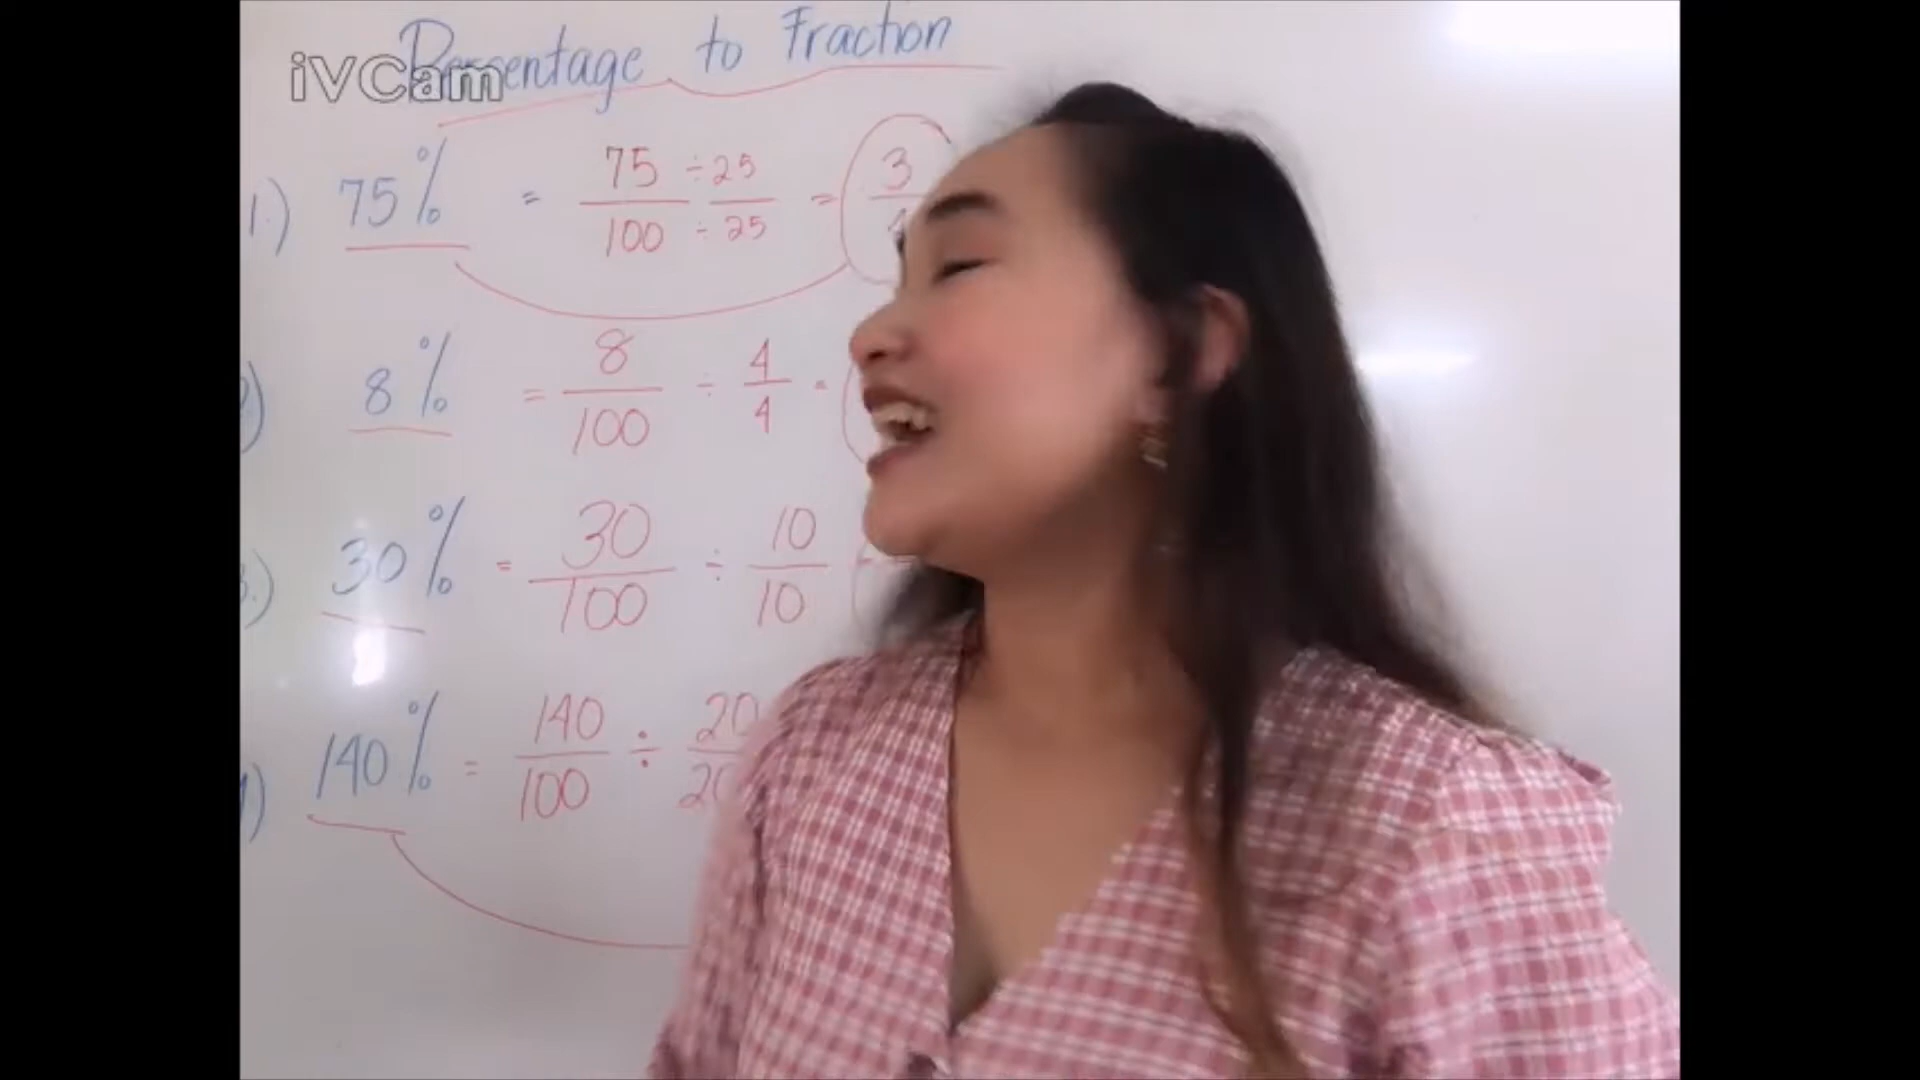 Percentage to Fraction
iVCam
1.) 75% = 75 ÷ 25 / 100 ÷ 25 = 3 / 4
8% = 8 / 100 ÷ 4 / 4 =
3.) 30% = 30 / 100 ÷ 10 / 10 =
140% = 140 / 100 ÷ 20 / 20